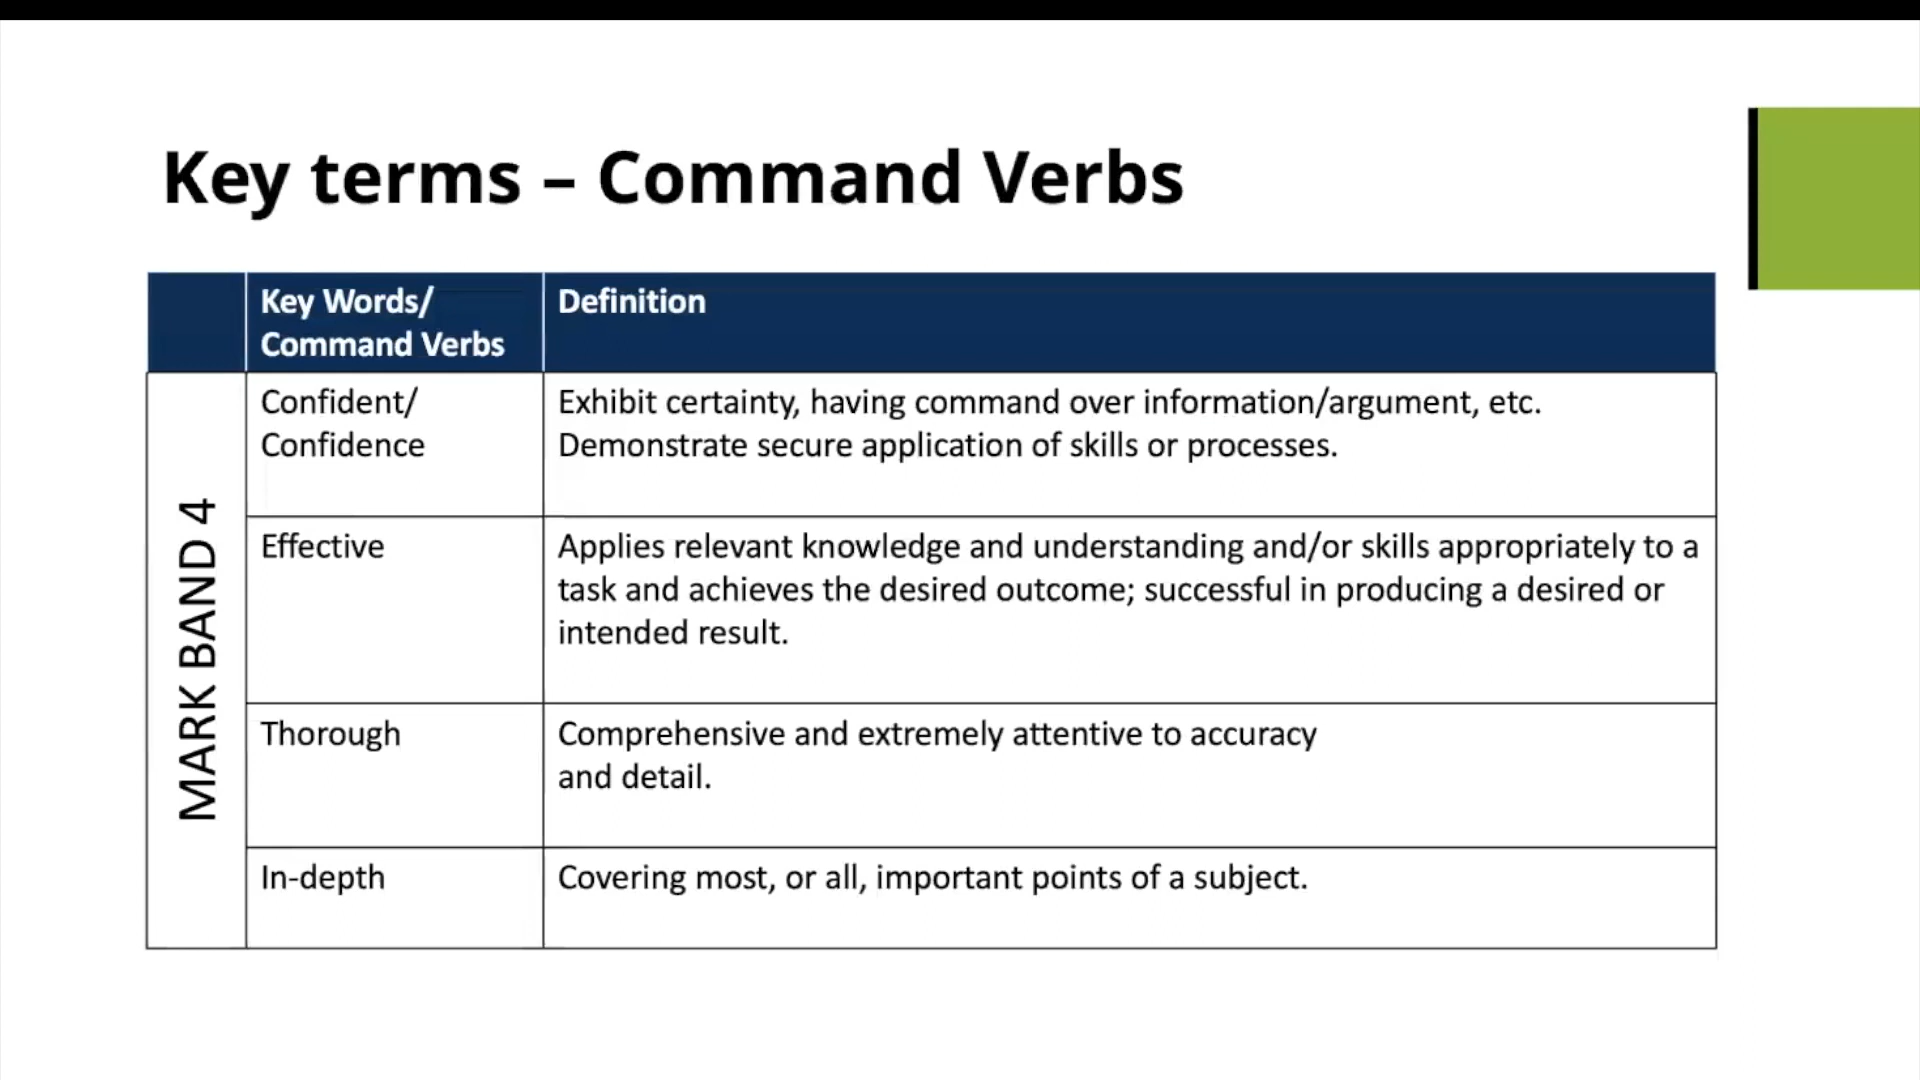 Key terms – Command Verbs
Key Words/
Command Verbs
Definition
MARK BAND 4
Confident/
Confidence
Exhibit certainty, having command over information/argument, etc.
Demonstrate secure application of skills or processes.
Effective
Applies relevant knowledge and understanding and/or skills appropriately to a
task and achieves the desired outcome; successful in producing a desired or
intended result.
Thorough
Comprehensive and extremely attentive to accuracy
and detail.
In-depth
Covering most, or all, important points of a subject.